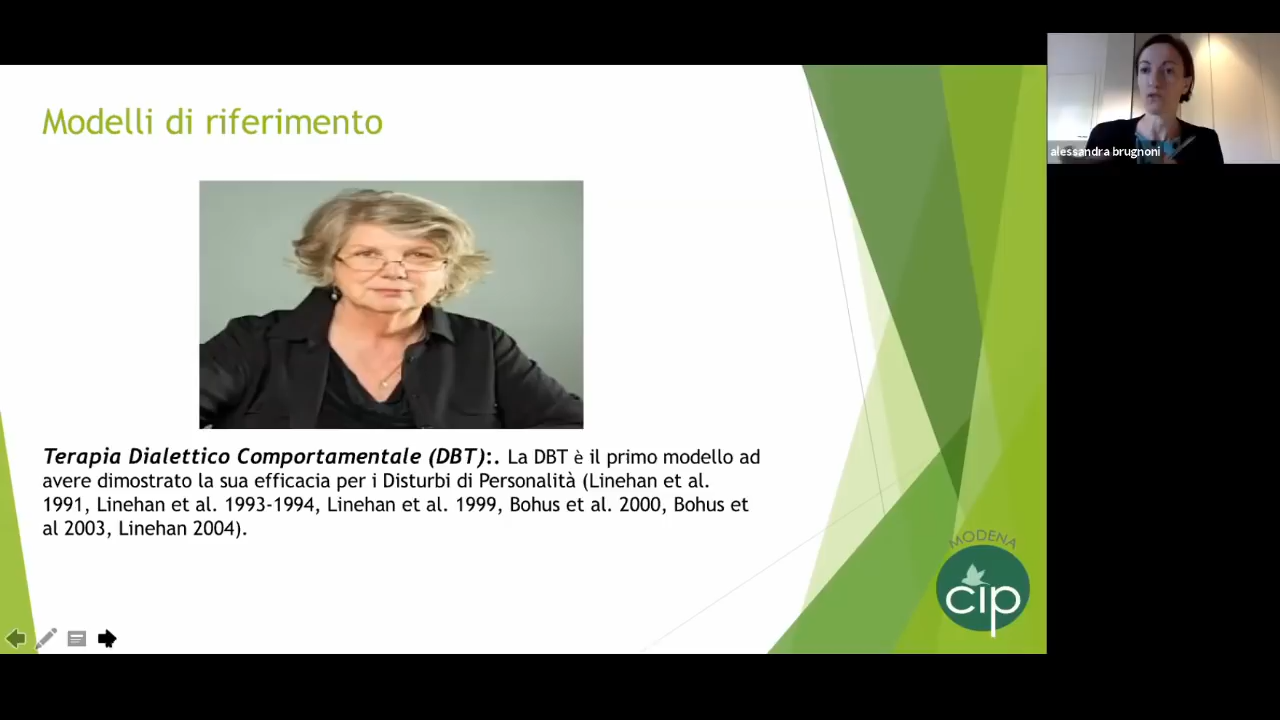 Modelli di riferimento
alessandra brugnoni
Terapia Dialettico Comportamentale (DBT):. La DBT è il primo modello ad
avere dimostrato la sua efficacia per i Disturbi di Personalità (Linehan et al.
1991, Linehan et al. 1993-1994, Linehan et al. 1999, Bohus et al. 2000, Bohus et
al 2003, Linehan 2004).
MODENA
cip